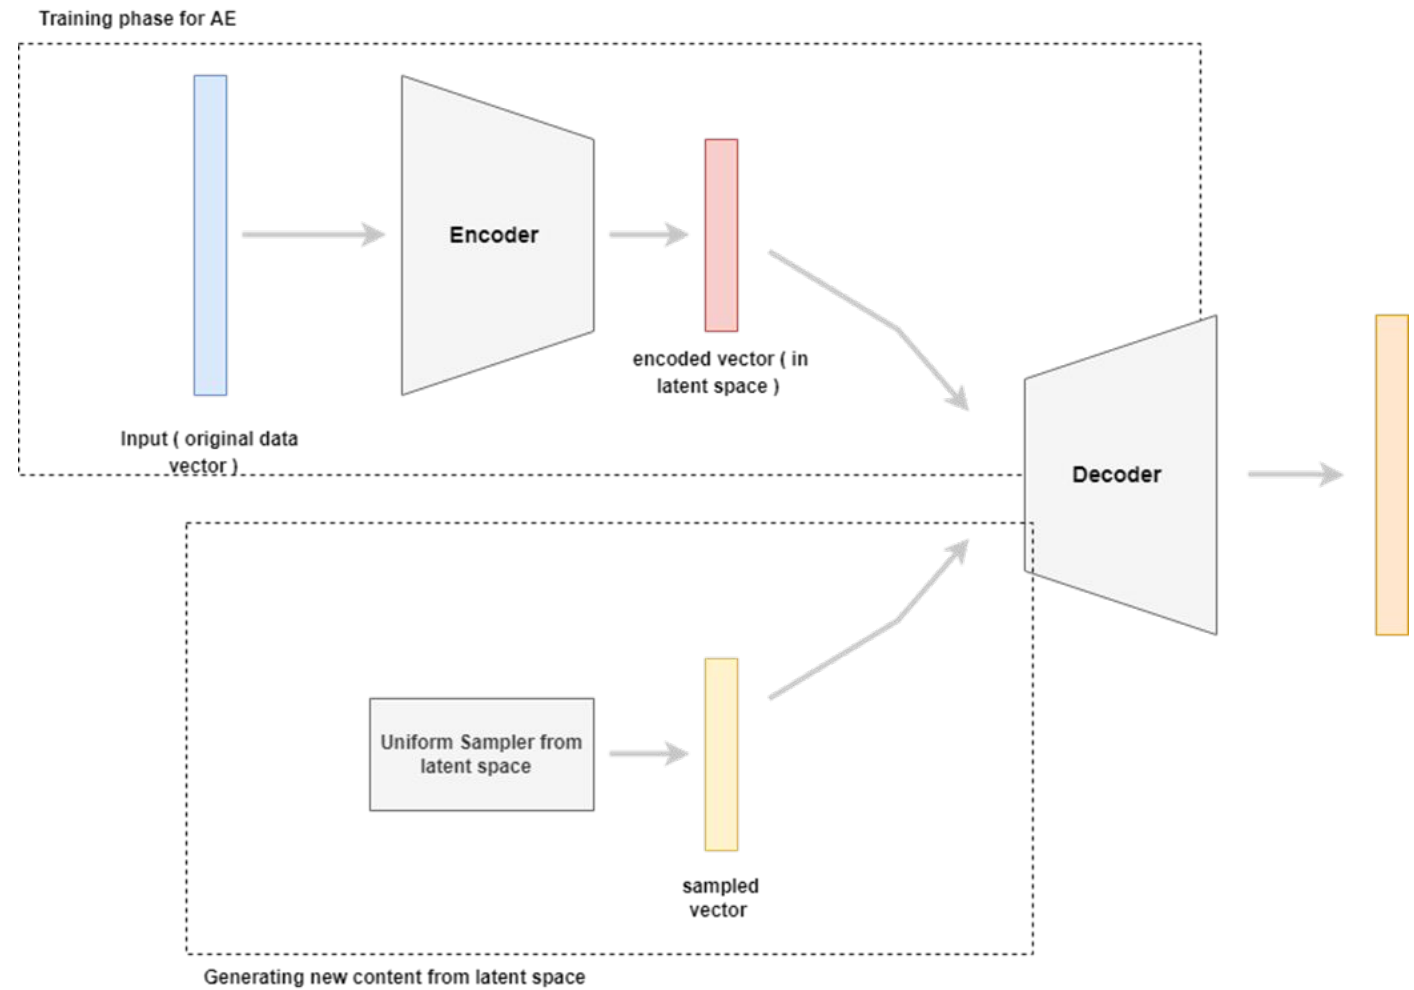 Training phase for AE
Encoder
encoded vector ( in
latent space )
Input ( original data
vector )
Decoder
Uniform Sampler from
latent space
sampled
vector
Generating new content from latent space